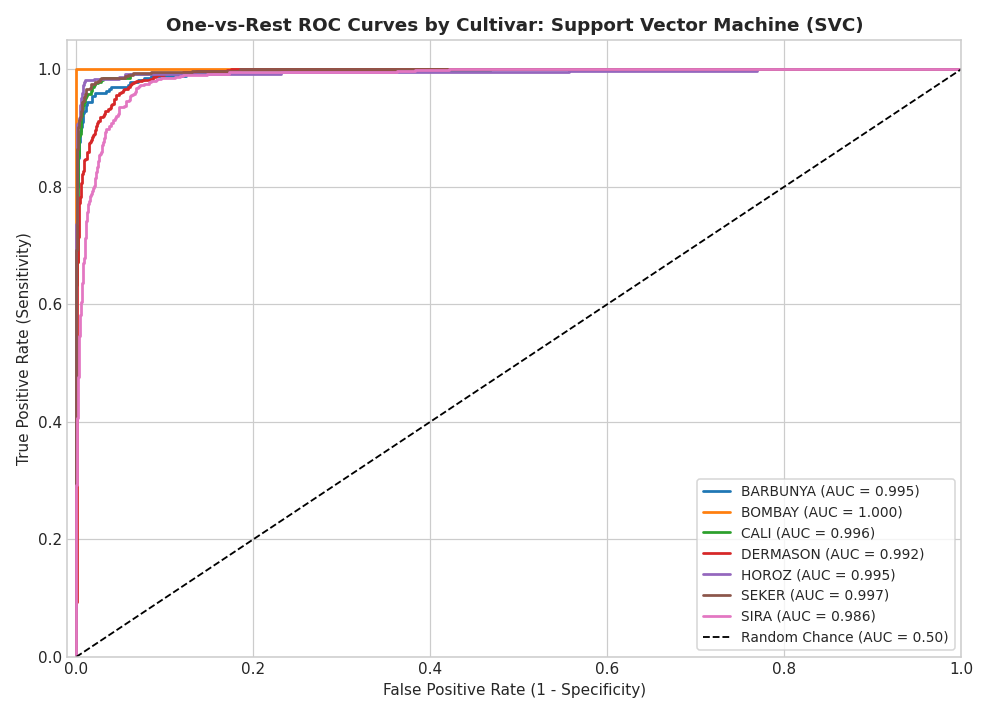 One-vs-Rest ROC Curves by Cultivar: Support Vector Machine (SVC)
True Positive Rate (Sensitivity)
1.0
0.8
0.6
0.4
0.2
0.0
0.0
0.2
0.4
0.6
0.8
1.0
False Positive Rate (1 - Specificity)
BARBUNYA (AUC = 0.995)
BOMBAY (AUC = 1.000)
CALI (AUC = 0.996)
DERMASON (AUC = 0.992)
HOROZ (AUC = 0.995)
SEKER (AUC = 0.997)
SIRA (AUC = 0.986)
Random Chance (AUC = 0.50)